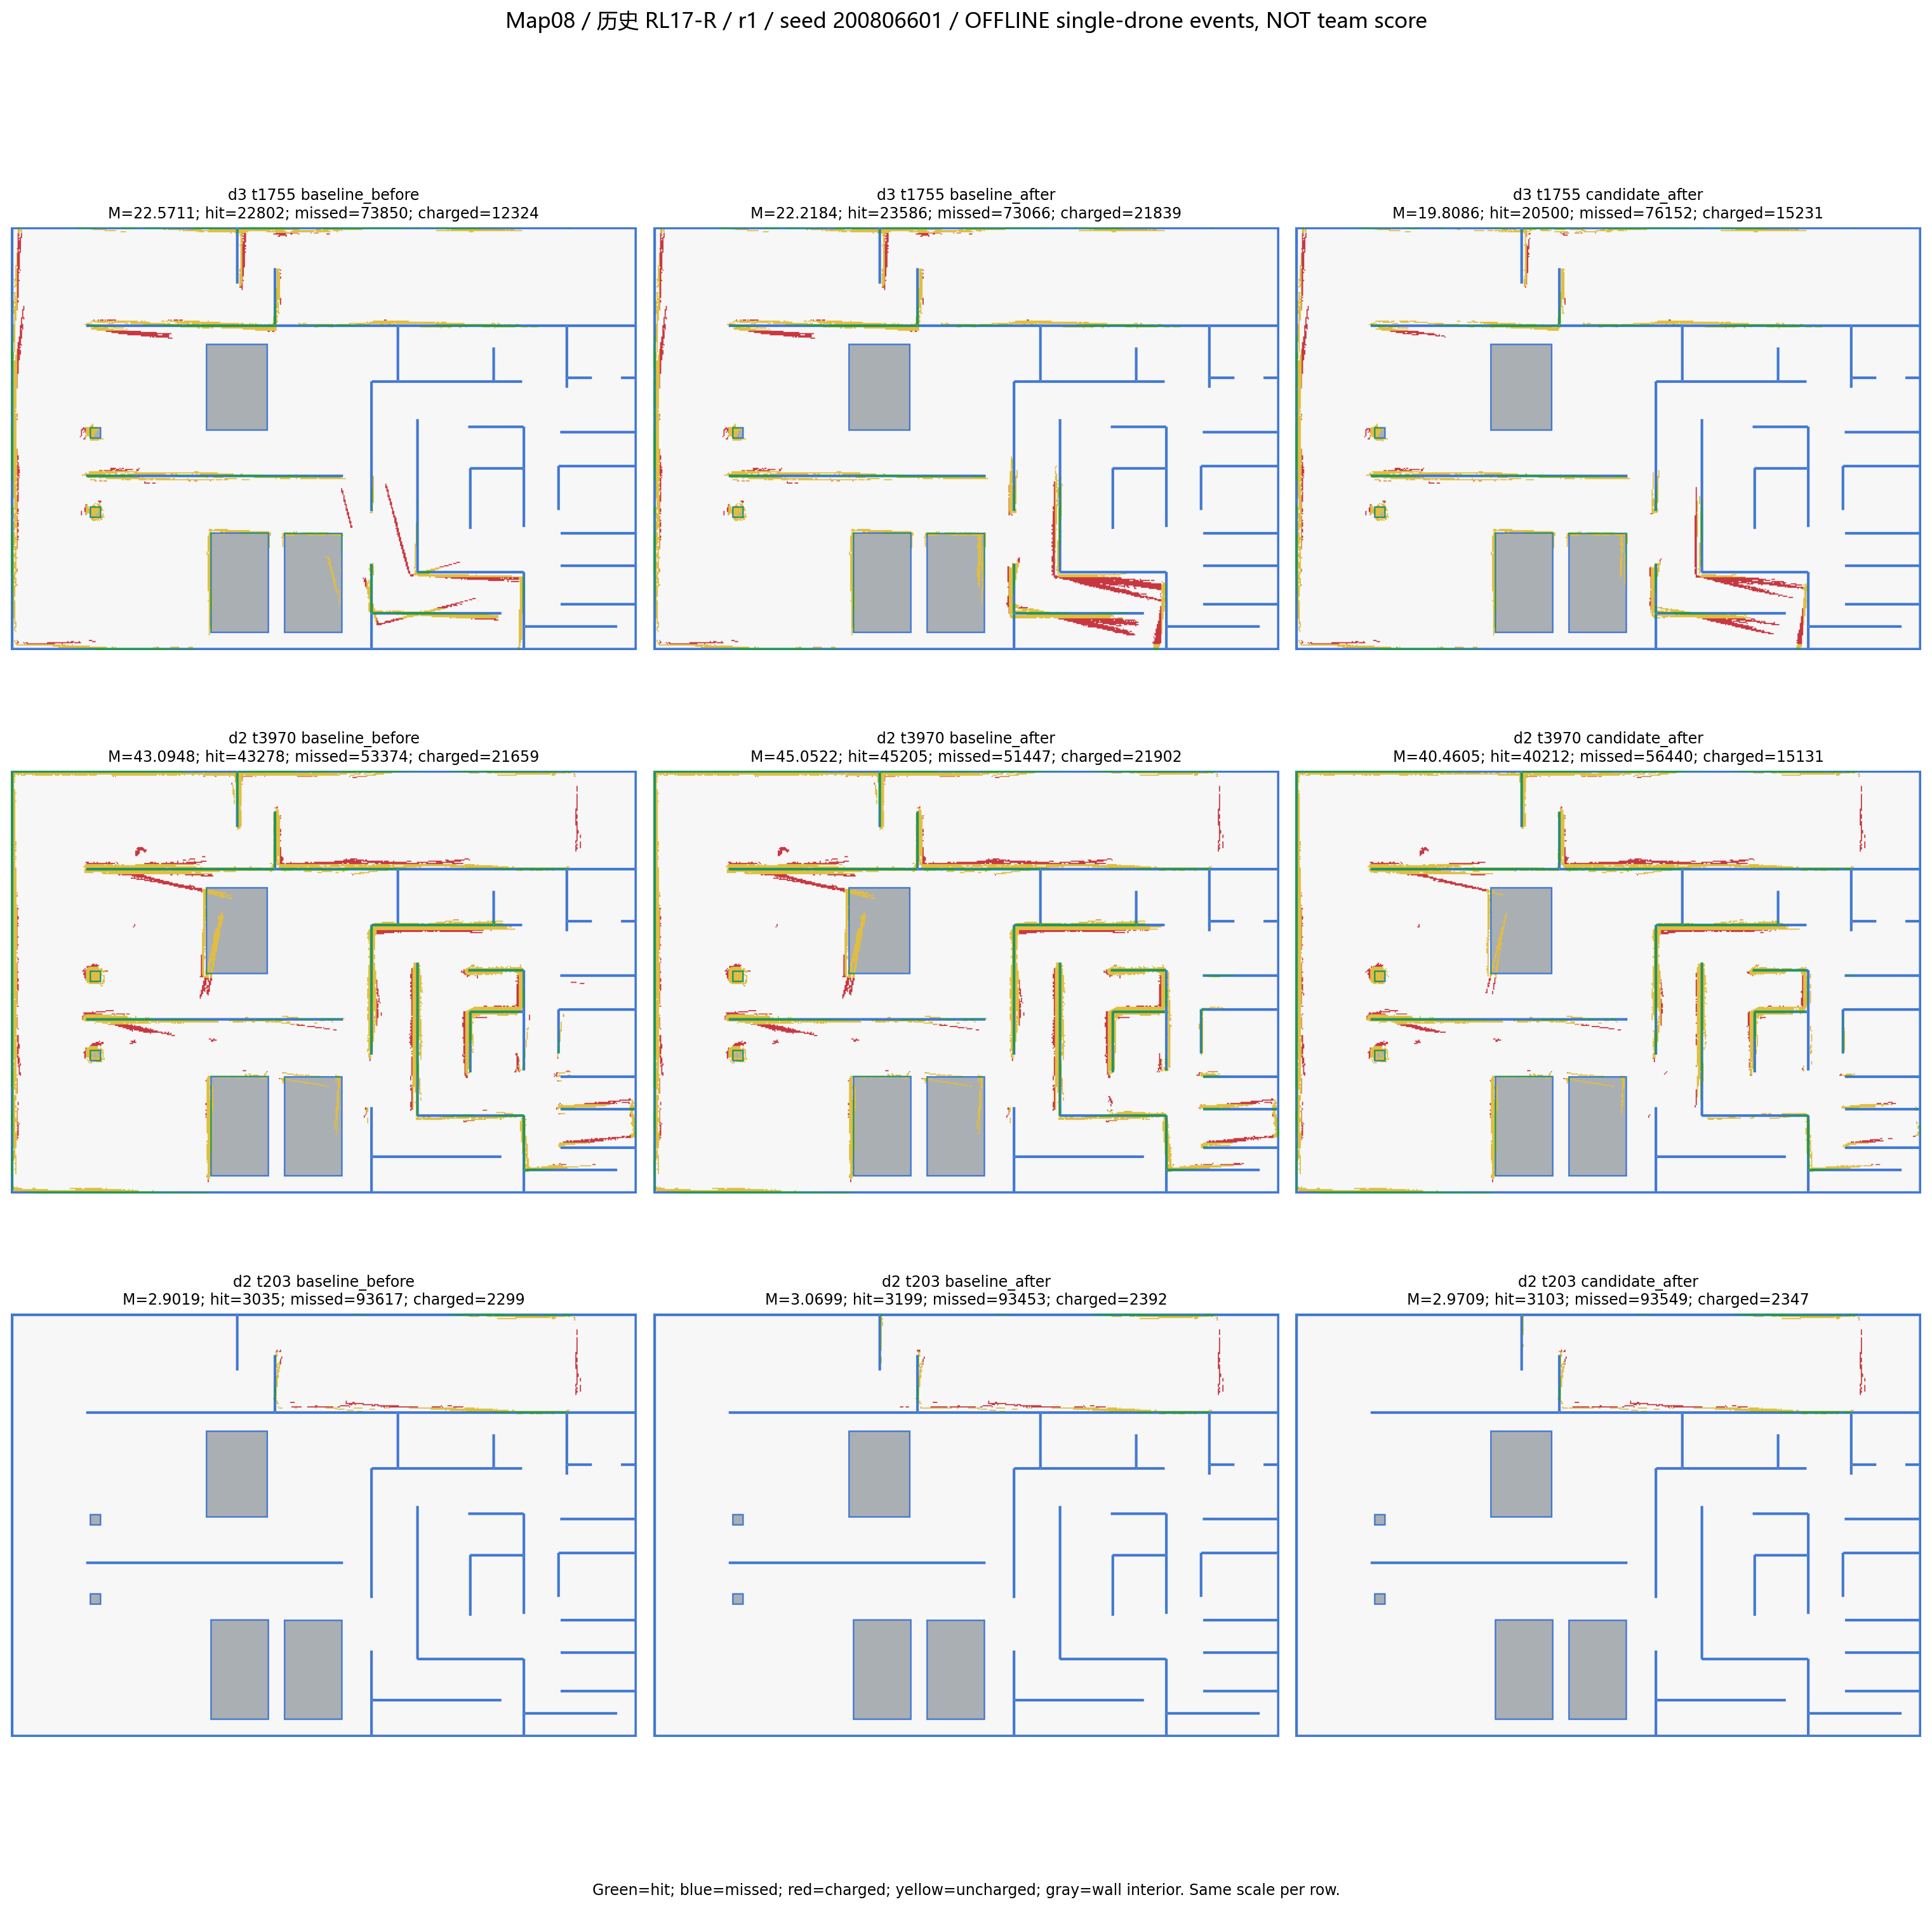 Map08 / 历史 RL17-R / r1 / seed 200806601 / OFFLINE single-drone events, NOT team score
d3 t1755 baseline_before
M=22.5711; hit=22802; missed=73850; charged=12324
d3 t1755 baseline_after
M=22.2184; hit=23586; missed=73066; charged=21839
d3 t1755 candidate_after
M=19.8086; hit=20500; missed=76152; charged=15231
d2 t3970 baseline_before
M=43.0948; hit=43278; missed=53374; charged=21659
d2 t3970 baseline_after
M=45.0522; hit=45205; missed=51447; charged=21902
d2 t3970 candidate_after
M=40.4605; hit=40212; missed=56440; charged=15131
d2 t203 baseline_before
M=2.9019; hit=3035; missed=93617; charged=2299
d2 t203 baseline_after
M=3.0699; hit=3199; missed=93453; charged=2392
d2 t203 candidate_after
M=2.9709; hit=3103; missed=93549; charged=2347
Green=hit; blue=missed; red=charged; yellow=uncharged; gray=wall interior. Same scale per row.